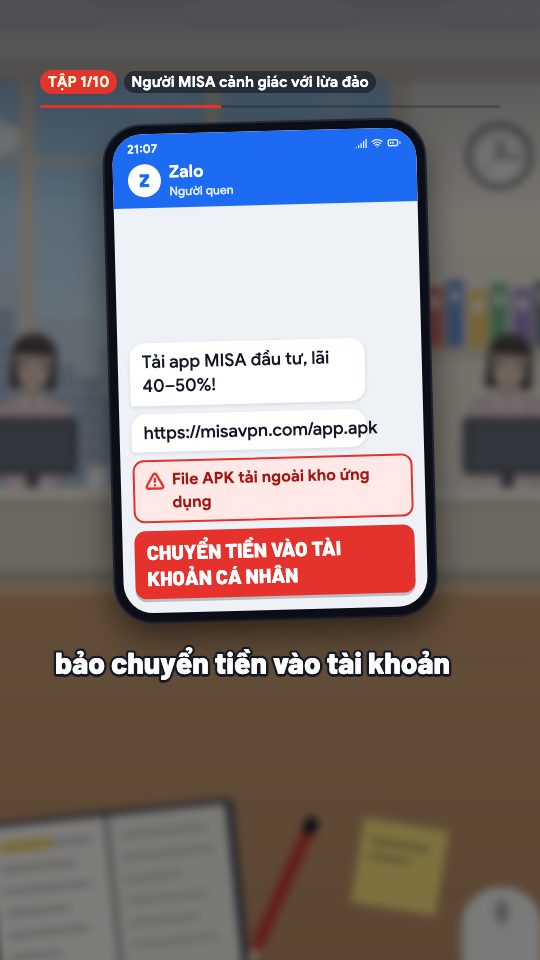 TẬP 1/10
Người MISA cảnh giác với lừa đảo
21:07
Z
Zalo
Người quen
Tải app MISA đầu tư, lãi
40–50%!
https://misavpn.com/app.apk
File APK tải ngoài kho ứng
dụng
CHUYỂN TIỀN VÀO TÀI
KHOẢN CÁ NHÂN
bảo chuyển tiền vào tài khoản